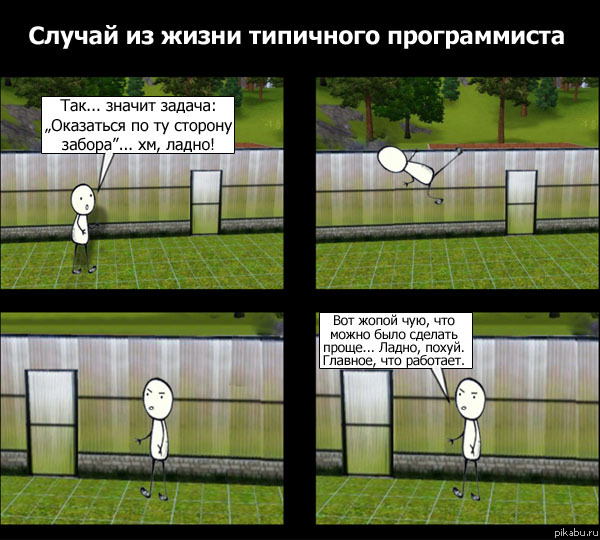 Случай из жизни типичного программиста
Так... значит задача:
„Оказаться по ту сторону
забора”... хм, ладно!
Вот жопой чую, что
можно было сделать
проще... Ладно, похуй.
Главное, что работает.
pikabu.ru